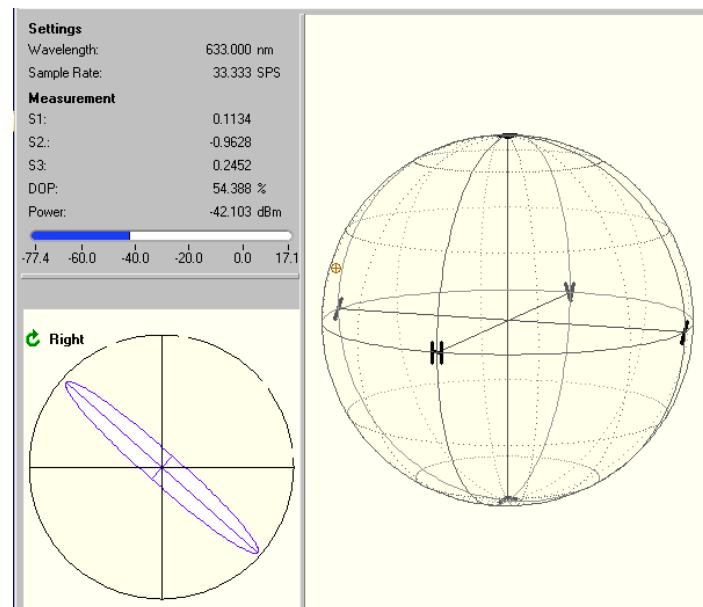 Settings
Wavelength: 633.000 nm
Sample Rate: 33.333 SPS
Measurement
S1: 0.1134
S2.: -0.9628
S3: 0.2452
DOP: 54.388 %
Power: -42.103 dBm
-77.4 -60.0 -40.0 -20.0 0.0 17.1
Right
V
H